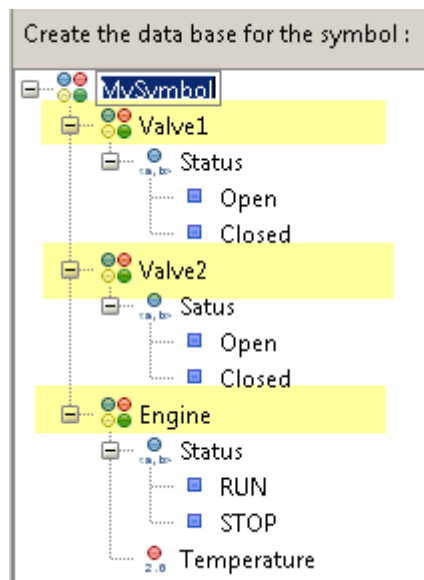 Create the data base for the symbol :
MySymbol
Valve1
Status
Open
Closed
Valve2
Satus
Open
Closed
Engine
Status
RUN
STOP
Temperature